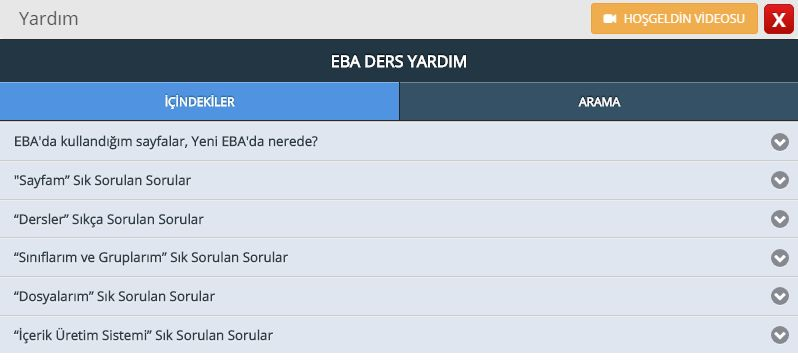 Yardım
HOŞGELDİN VİDEOSU
X
EBA DERS YARDIM
İÇİNDEKİLER
ARAMA
EBA'da kullandığım sayfalar, Yeni EBA'da nerede?
"Sayfam” Sık Sorulan Sorular
“Dersler” Sıkça Sorulan Sorular
“Sınıflarım ve Gruplarım” Sık Sorulan Sorular
“Dosyalarım” Sık Sorulan Sorular
“İçerik Üretim Sistemi” Sık Sorulan Sorular